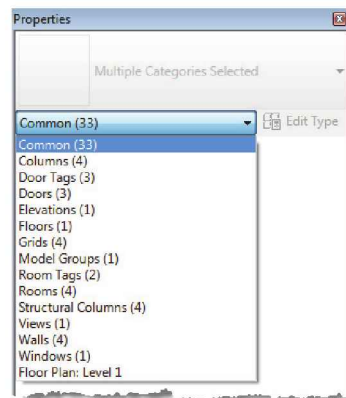 Properties
Multiple Categories Selected
Common (33)
Edit Type
Common (33)
Columns (4)
Door Tags (3)
Doors (3)
Elevations (1)
Floors (1)
Grids (4)
Model Groups (1)
Room Tags (2)
Rooms (4)
Structural Columns (4)
Views (1)
Walls (4)
Windows (1)
Floor Plan: Level 1